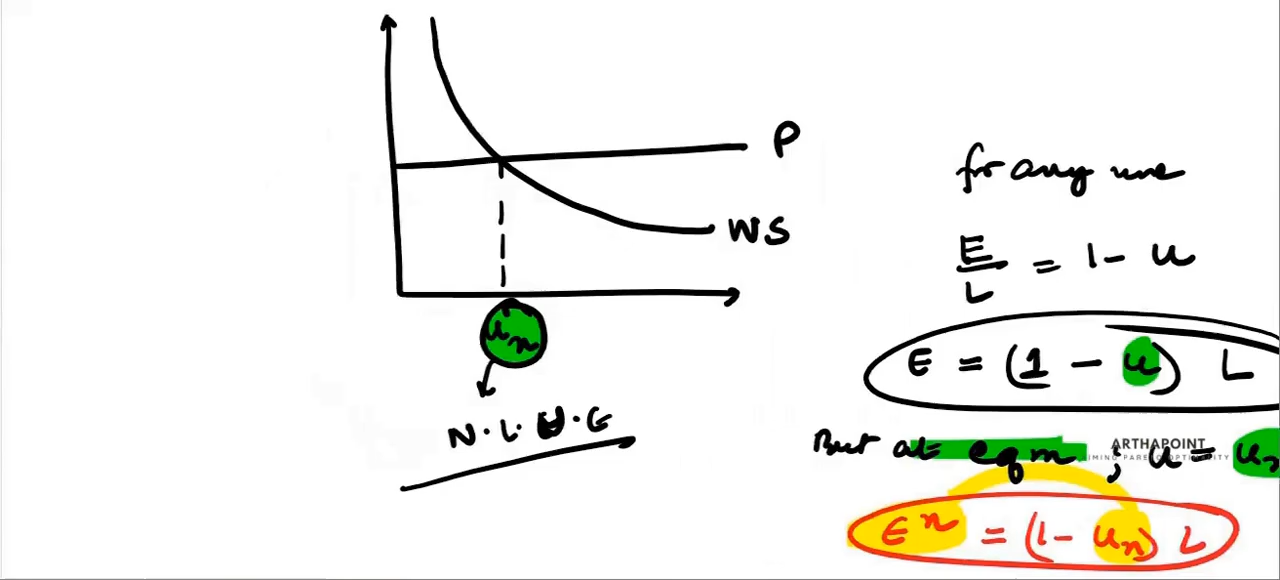 P
WS
uₙ
for any une
E/L = 1 - u
E = (1 - u) L
But at eqm ; u = uₙ
ARTHAPOINT
Eⁿ = (1 - uₙ) L